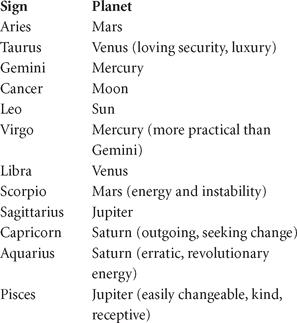 Sign Planet
Aries Mars
Taurus Venus (loving security, luxury)
Gemini Mercury
Cancer Moon
Leo Sun
Virgo Mercury (more practical than
Gemini)
Libra Venus
Scorpio Mars (energy and instability)
Sagittarius Jupiter
Capricorn Saturn (outgoing, seeking change)
Aquarius Saturn (erratic, revolutionary
energy)
Pisces Jupiter (easily changeable, kind,
receptive)